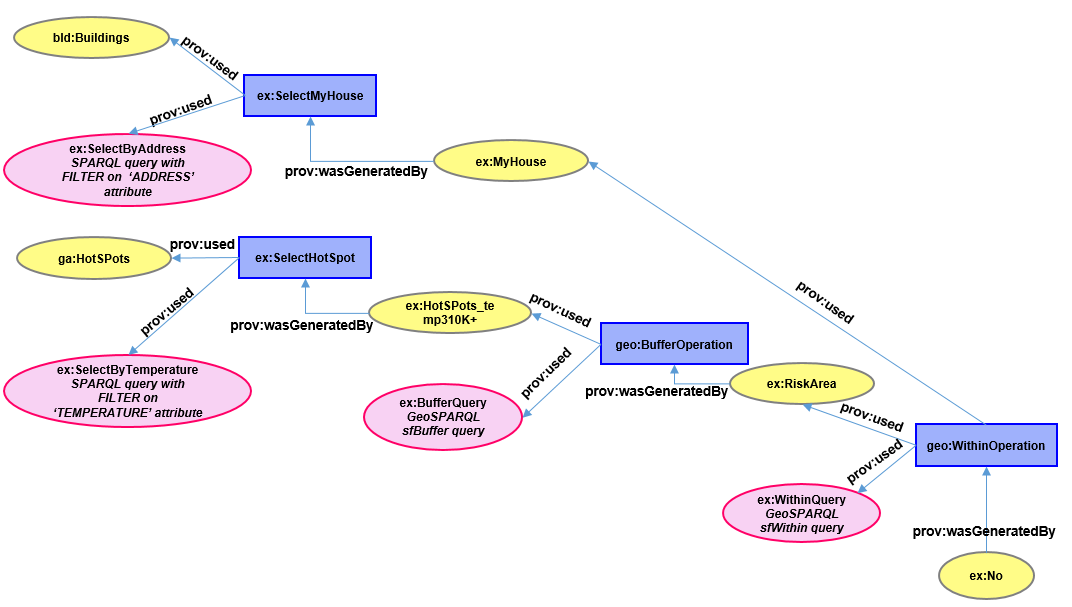 bld:Buildings
prov:used
ex:SelectMyHouse
prov:used
ex:SelectByAddress
SPARQL query with
FILTER on ‘ADDRESS’
attribute
prov:wasGeneratedBy
ex:MyHouse
prov:used
ga:HotSPots
ex:SelectHotSpot
prov:used
prov:used
ex:HotSPots_te
mp310K+
prov:wasGeneratedBy
prov:used
geo:BufferOperation
prov:used
ex:SelectByTemperature
SPARQL query with
FILTER on
‘TEMPERATURE’ attribute
ex:BufferQuery
GeoSPARQL
sfBuffer query
prov:wasGeneratedBy
ex:RiskArea
prov:used
geo:WithinOperation
prov:used
ex:WithinQuery
GeoSPARQL
sfWithin query
prov:wasGeneratedBy
ex:No